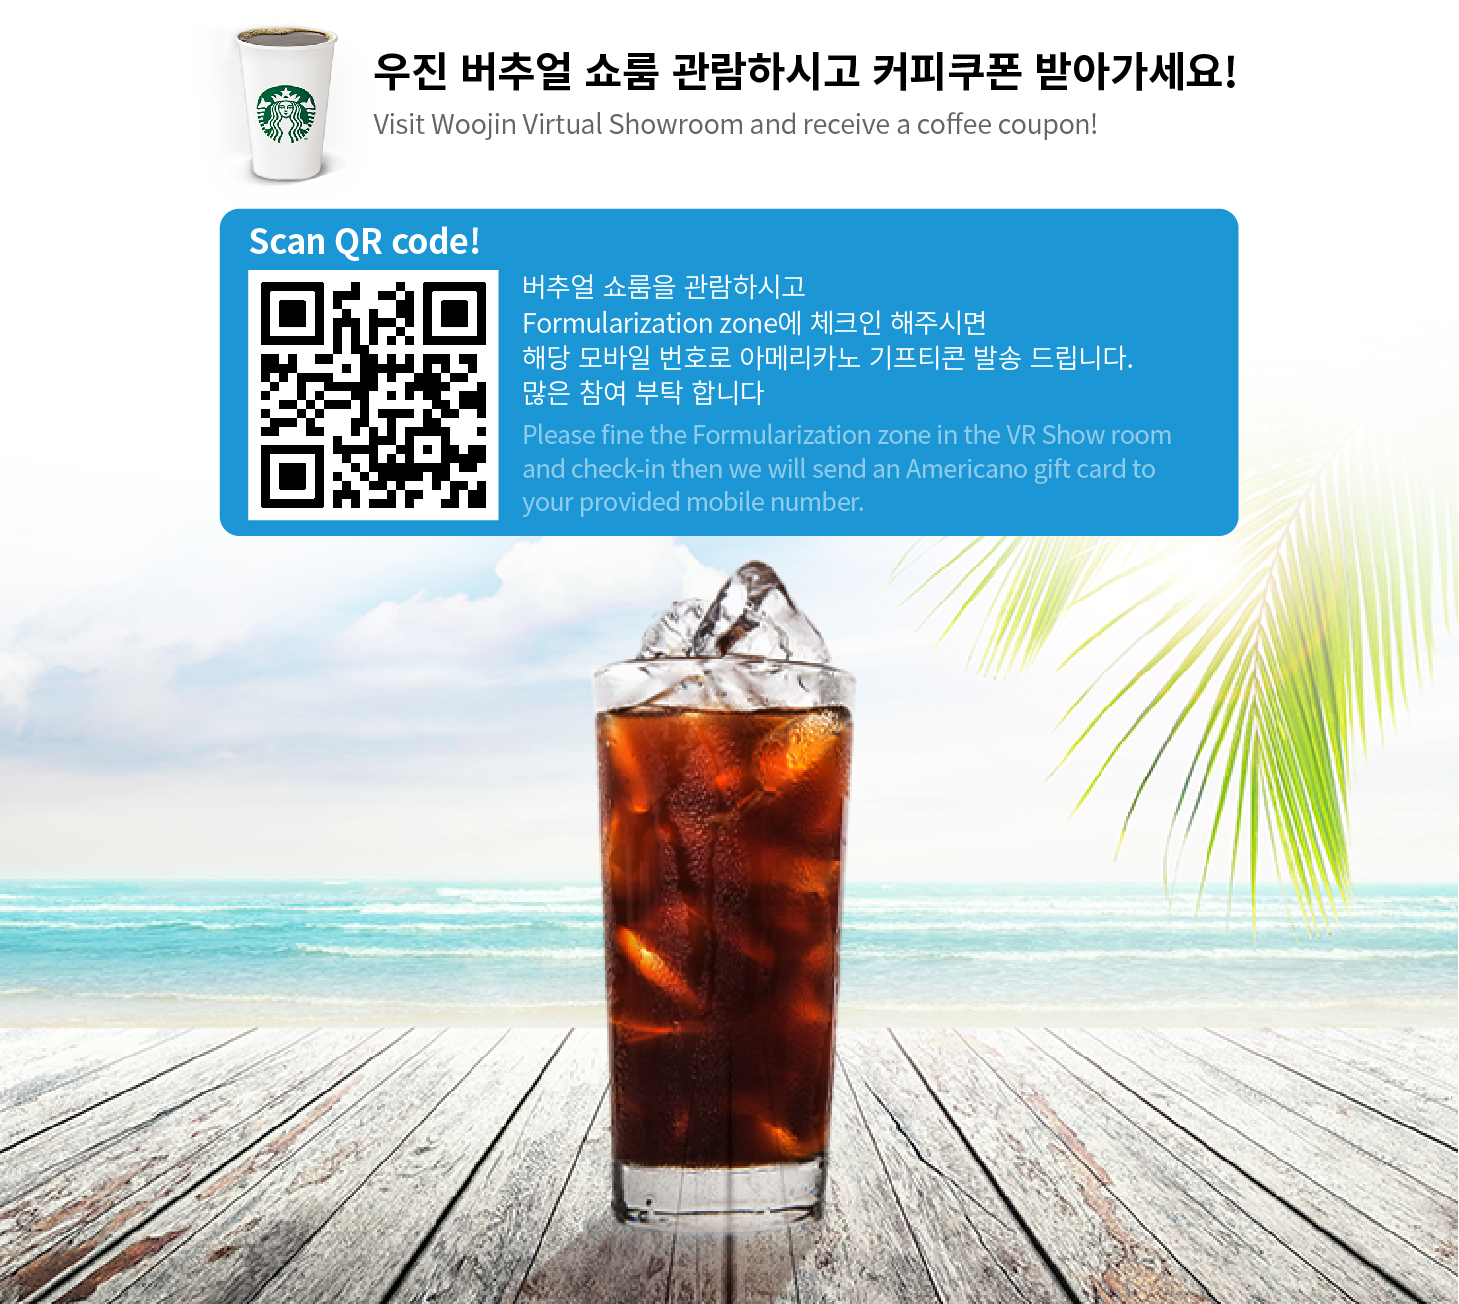 우진 버추얼 쇼룸 관람하시고 커피쿠폰 받아가세요!
Visit Woojin Virtual Showroom and receive a coffee coupon!
Scan QR code!
버추얼 쇼룸을 관람하시고
Formularization zone에 체크인 해주시면
해당 모바일 번호로 아메리카노 기프티콘 발송 드립니다.
많은 참여 부탁 합니다
Please fine the Formularization zone in the VR Show room
and check-in then we will send an Americano gift card to
your provided mobile number.